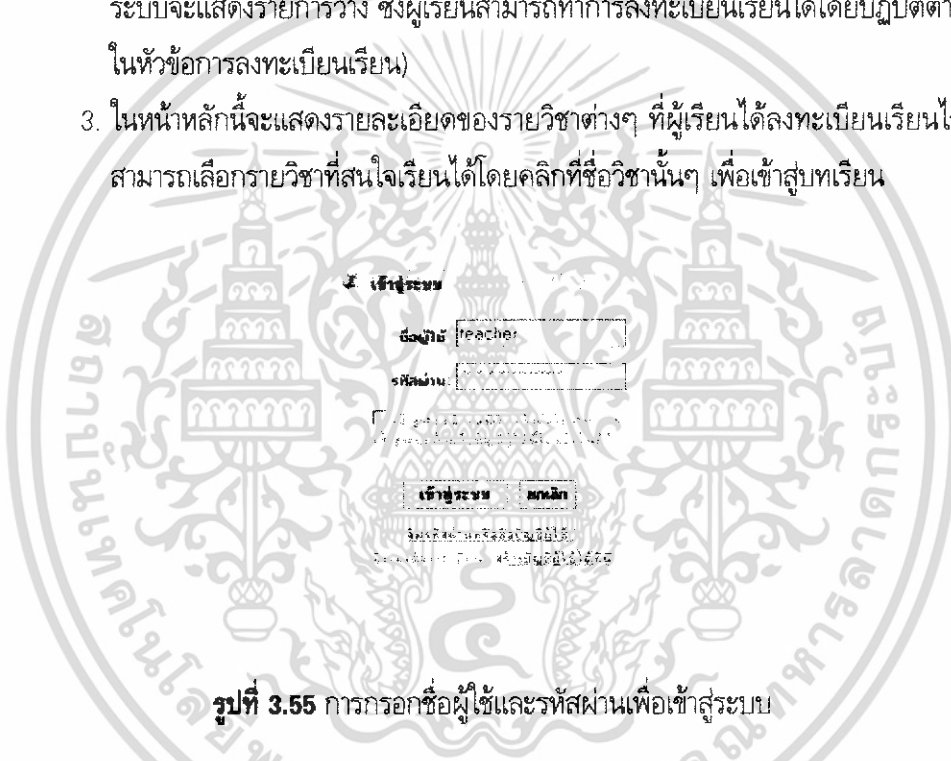 ระบบจะแสดงรายการว่าง ซึ่งผู้เรียนสามารถทำการลงทะเบียนเรียนได้โดยปฏิบัติตา
ในหัวข้อการลงทะเบียนเรียน)
3. ในหน้าหลักนี้จะแสดงรายละเอียดของรายวิชาต่างๆ ที่ผู้เรียนได้ลงทะเบียนเรียนไ
สามารถเลือกรายวิชาที่สนใจเรียนได้โดยคลิกที่ชื่อวิชานั้นๆ เพื่อเข้าสู่บทเรียน
เข้าสู่ระบบ
ชื่อผู้ใช้ teacher
รหัสผ่าน:
เข้าสู่ระบบ ยกเลิก
รูปที่ 3.55 การกรอกชื่อผู้ใช้และรหัสผ่านเพื่อเข้าสู่ระบบ